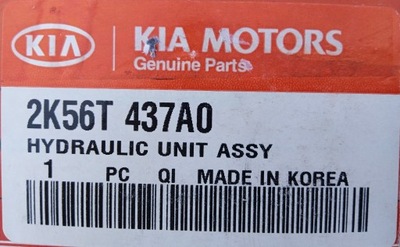 KIA KIA MOTORS
Genuine Parts
2K56T 437A0
HYDRAULIC UNIT ASSY
1 PC QI MADE IN KOREA